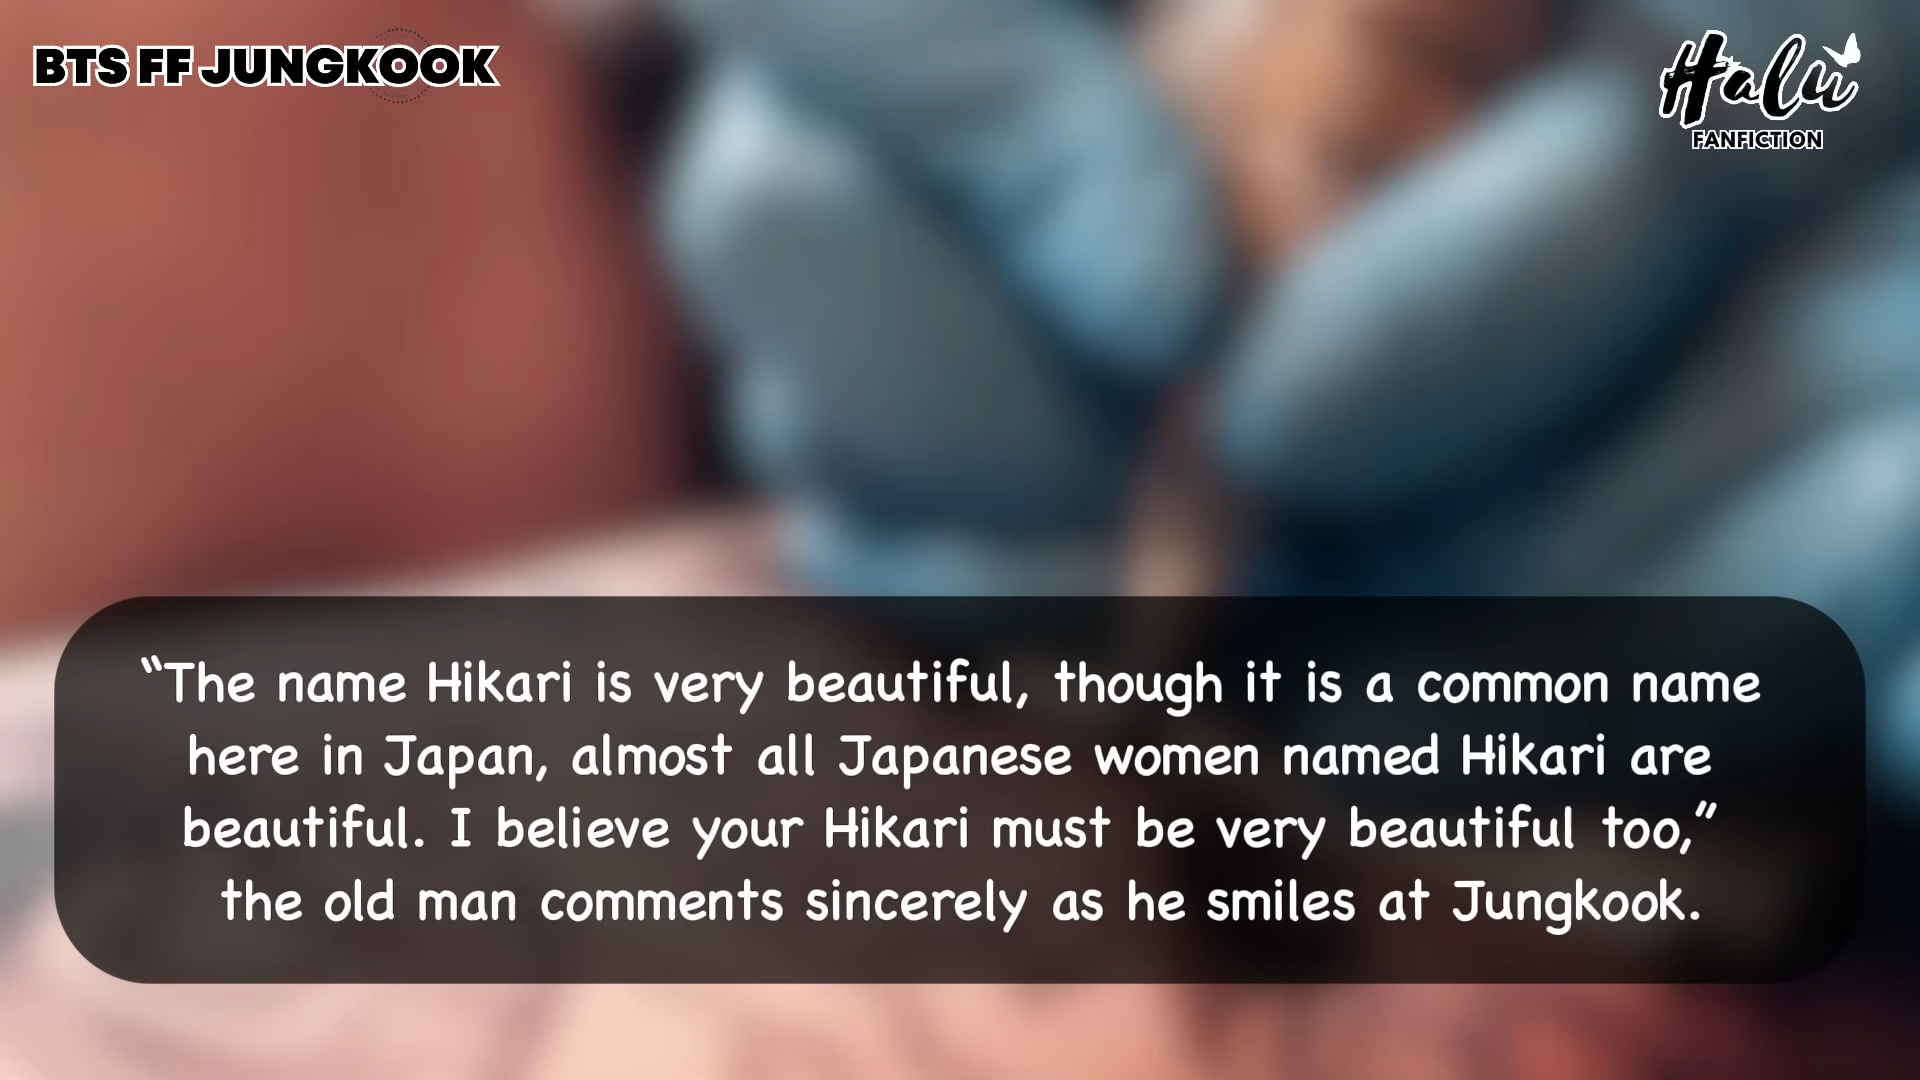 BTS FF JUNGKOOK
Halu
FANFICTION
“The name Hikari is very beautiful, though it is a common name
here in Japan, almost all Japanese women named Hikari are
beautiful. I believe your Hikari must be very beautiful too,”
the old man comments sincerely as he smiles at Jungkook.